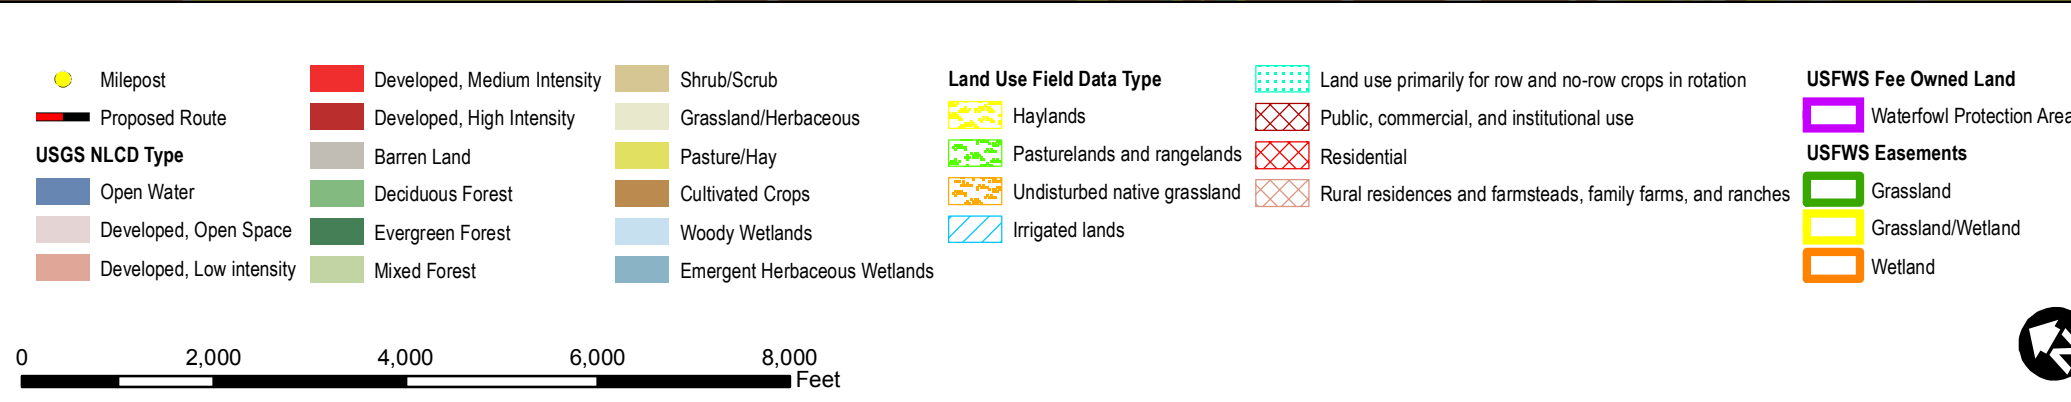 Milepost
Proposed Route
USGS NLCD Type
Open Water
Developed, Open Space
Developed, Low intensity
Developed, Medium Intensity
Developed, High Intensity
Barren Land
Deciduous Forest
Evergreen Forest
Mixed Forest
Shrub/Scrub
Grassland/Herbaceous
Pasture/Hay
Cultivated Crops
Woody Wetlands
Emergent Herbaceous Wetlands
Land Use Field Data Type
Haylands
Pasturelands and rangelands
Undisturbed native grassland
Irrigated lands
Land use primarily for row and no-row crops in rotation
Public, commercial, and institutional use
Residential
Rural residences and farmsteads, family farms, and ranches
USFWS Fee Owned Land
Waterfowl Protection Area
USFWS Easements
Grassland
Grassland/Wetland
Wetland
0 2,000 4,000 6,000 8,000
Feet